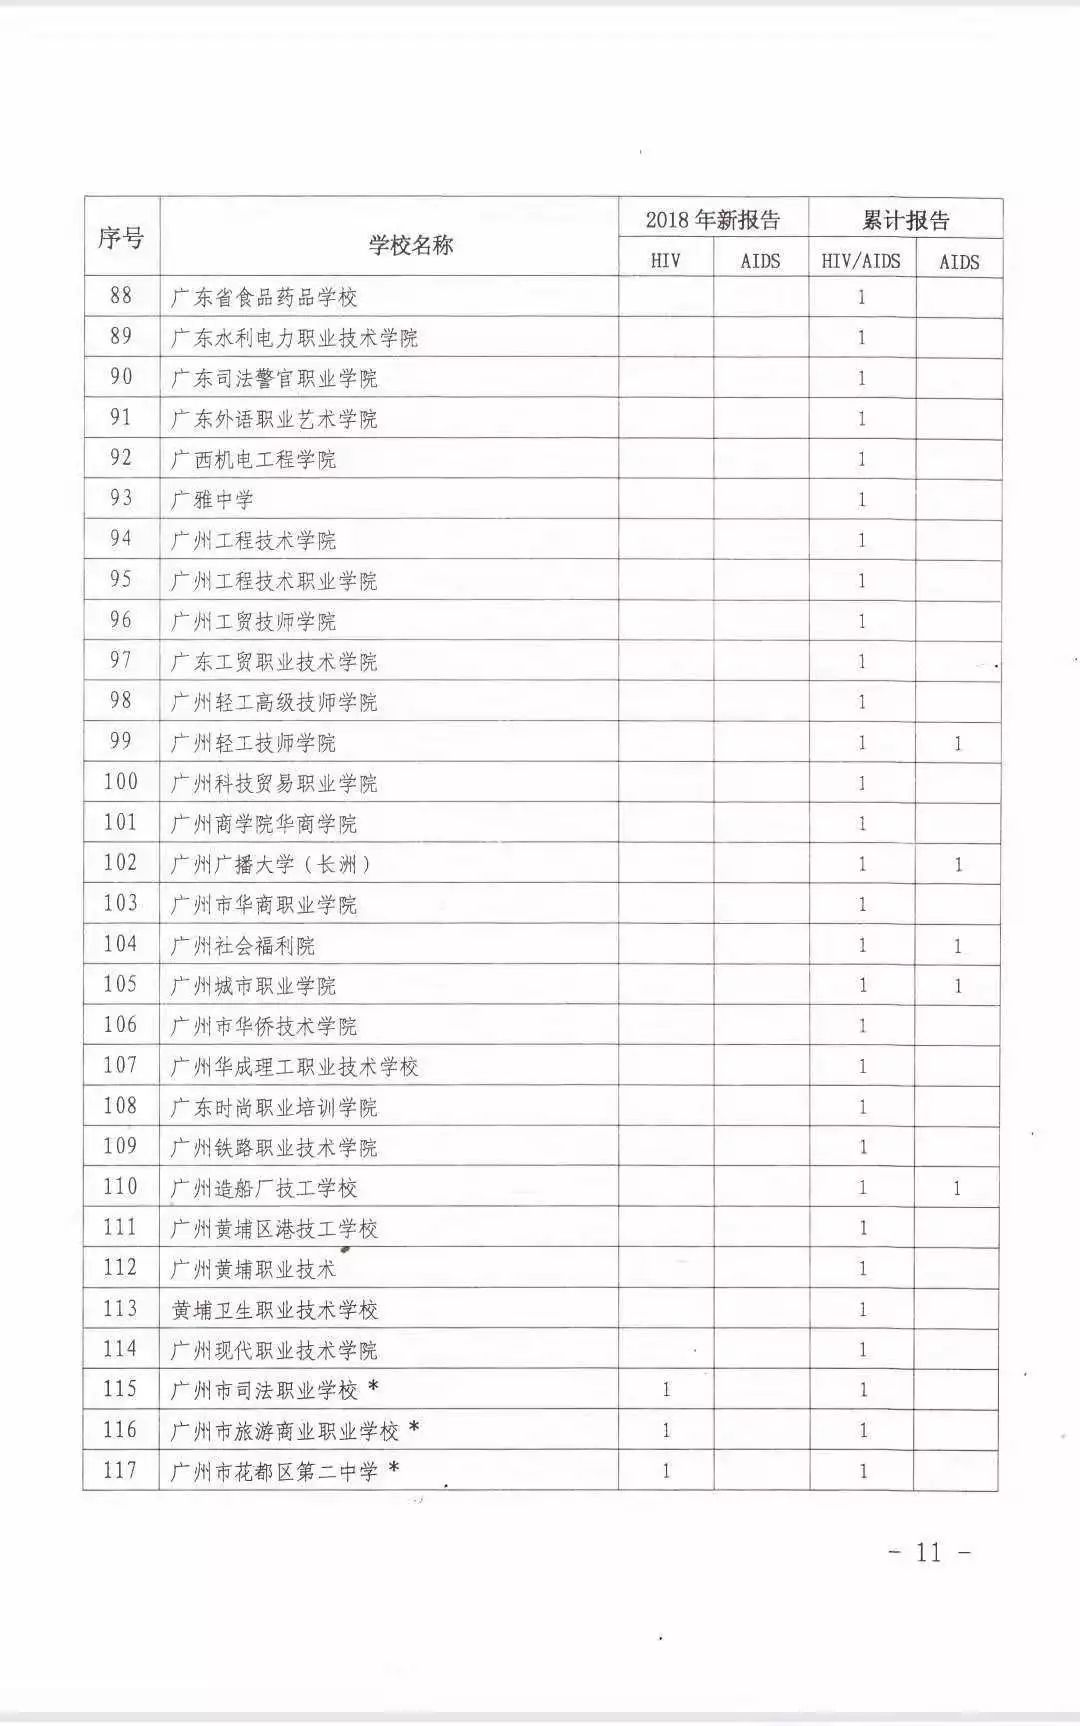 序号 学校名称 2018 年新报告 累计报告
HIV AIDS HIV/AIDS AIDS
88 广东省食品药品学校 1
89 广东水利电力职业技术学院 1
90 广东司法警官职业学院 1
91 广东外语职业艺术学院 1
92 广西机电工程学院 1
93 广雅中学 1
94 广州工程技术学院 1
95 广州工程技术职业学院 1
96 广州工贸技师学院 1
97 广东工贸职业技术学院 1
98 广州轻工高级技师学院 1
99 广州轻工技师学院 1 1
100 广州科技贸易职业学院 1
101 广州商学院华商学院 1
102 广州广播大学（长洲） 1 1
103 广州市华商职业学院 1
104 广州社会福利院 1 1
105 广州城市职业学院 1 1
106 广州市华侨技术学院 1
107 广州华成理工职业技术学校 1
108 广东时尚职业培训学院 1
109 广州铁路职业技术学院 1
110 广州造船厂技工学校 1 1
111 广州黄埔区港技工学校 1
112 广州黄埔职业技术 1
113 黄埔卫生职业技术学校 1
114 广州现代职业技术学院 1
115 广州市司法职业学校 * 1 1
116 广州市旅游商业职业学校 * 1 1
117 广州市花都区第二中学 * 1 1
- 11 -